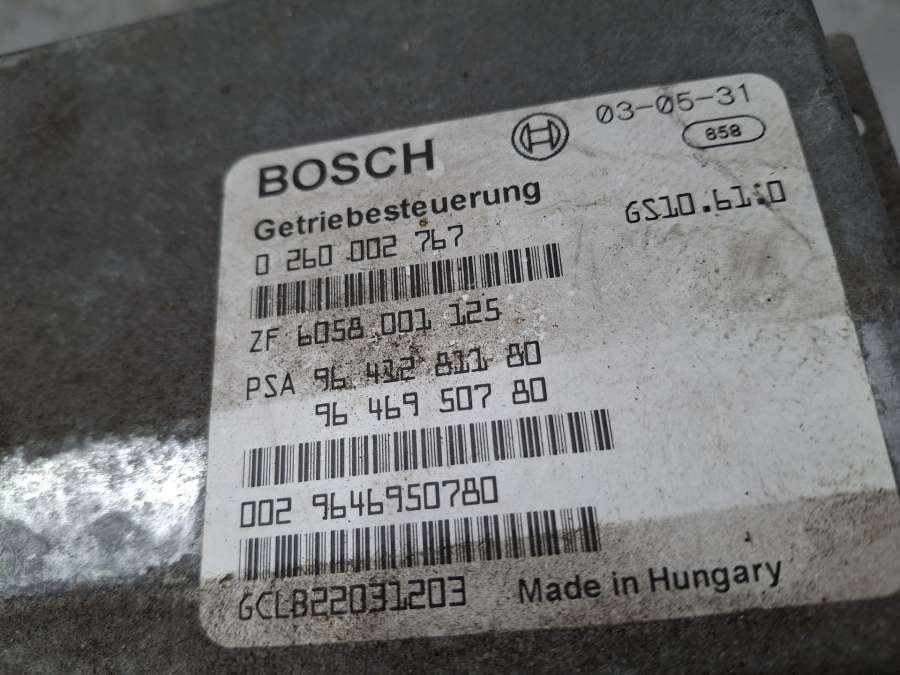 BOSCH
03-05-31
858
Getriebesteuerung
GS10.61.0
0 260 002 767
ZF 6058 001 125
PSA 96 412 811 80
96 469 507 80
002 9646950780
GCLB22031203
Made in Hungary